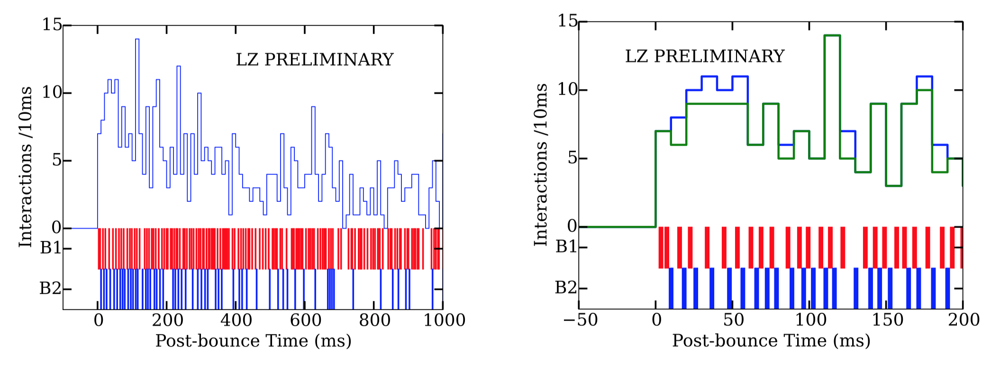 15
10
5
0
B1
B2
Interactions /10ms
LZ PRELIMINARY
0 200 400 600 800 1000
Post-bounce Time (ms)
15
10
5
0
B1
B2
Interactions /10ms
LZ PRELIMINARY
−50 0 50 100 150 200
Post-bounce Time (ms)